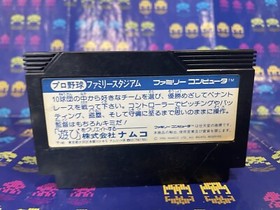 プロ野球 ファミリースタジアム
ファミリーコンピュータ™
10球団の中から好きなチームを選び、優勝めざしてペナント
レースを戦って下さい。コントローラーでピッチングやバッ
ティング、走塁、そして守備に至るまで思いのままに操作。
監督はもちろんキミだ!
遊び 株式会社ナムコ